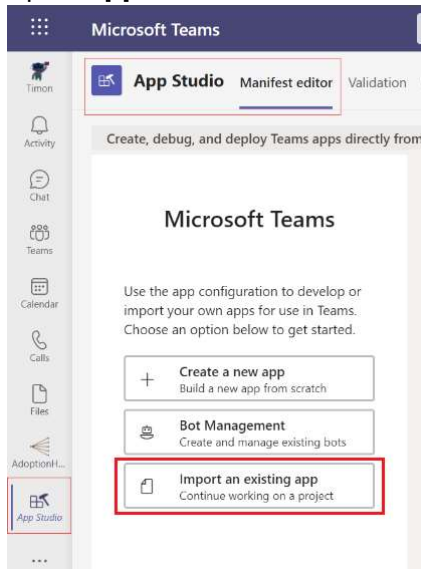 Microsoft Teams
Timon
Activity
Chat
Teams
Calendar
Calls
Files
AdoptionH...
App Studio
App Studio Manifest editor Validation
Create, debug, and deploy Teams apps directly from
Microsoft Teams
Use the app configuration to develop or
import your own apps for use in Teams.
Choose an option below to get started.
Create a new app
Build a new app from scratch
Bot Management
Create and manage existing bots
Import an existing app
Continue working on a project